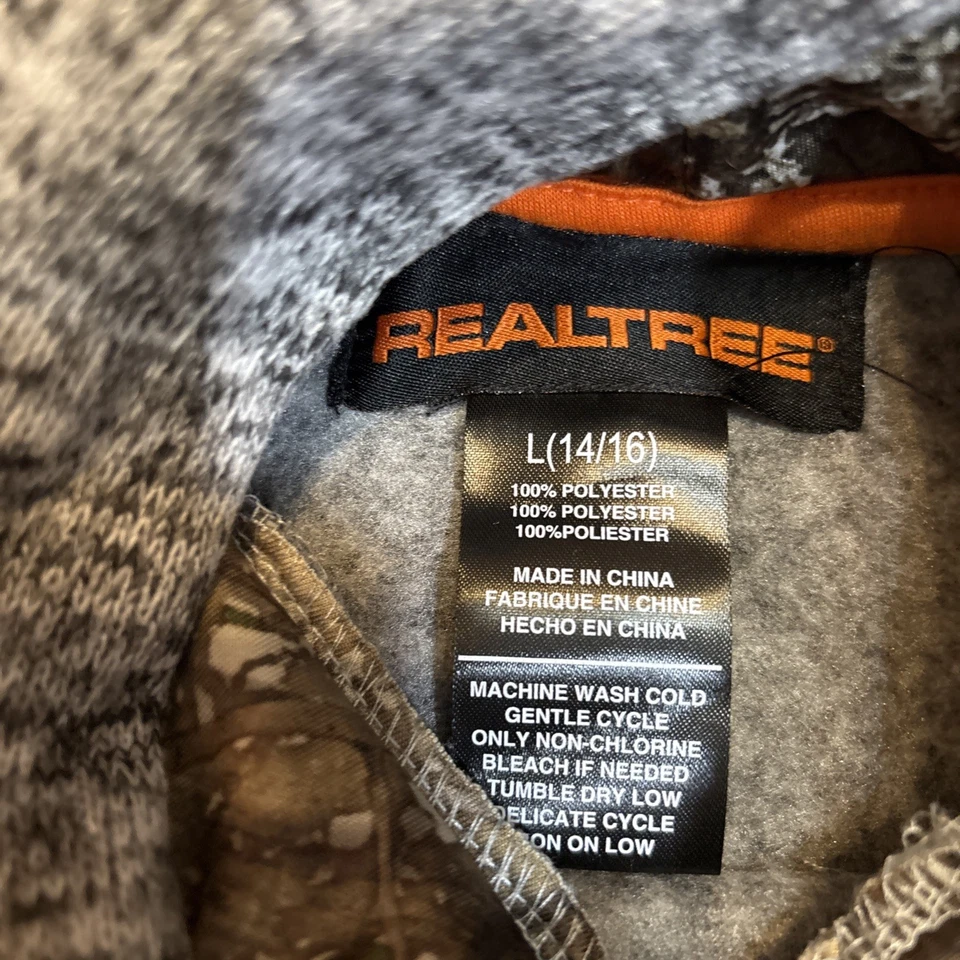 REALTREE®
L(14/16)
100% POLYESTER
100% POLYESTER
100%POLIESTER
MADE IN CHINA
FABRIQUE EN CHINE
HECHO EN CHINA
MACHINE WASH COLD
GENTLE CYCLE
ONLY NON-CHLORINE
BLEACH IF NEEDED
TUMBLE DRY LOW
DELICATE CYCLE
ON LOW